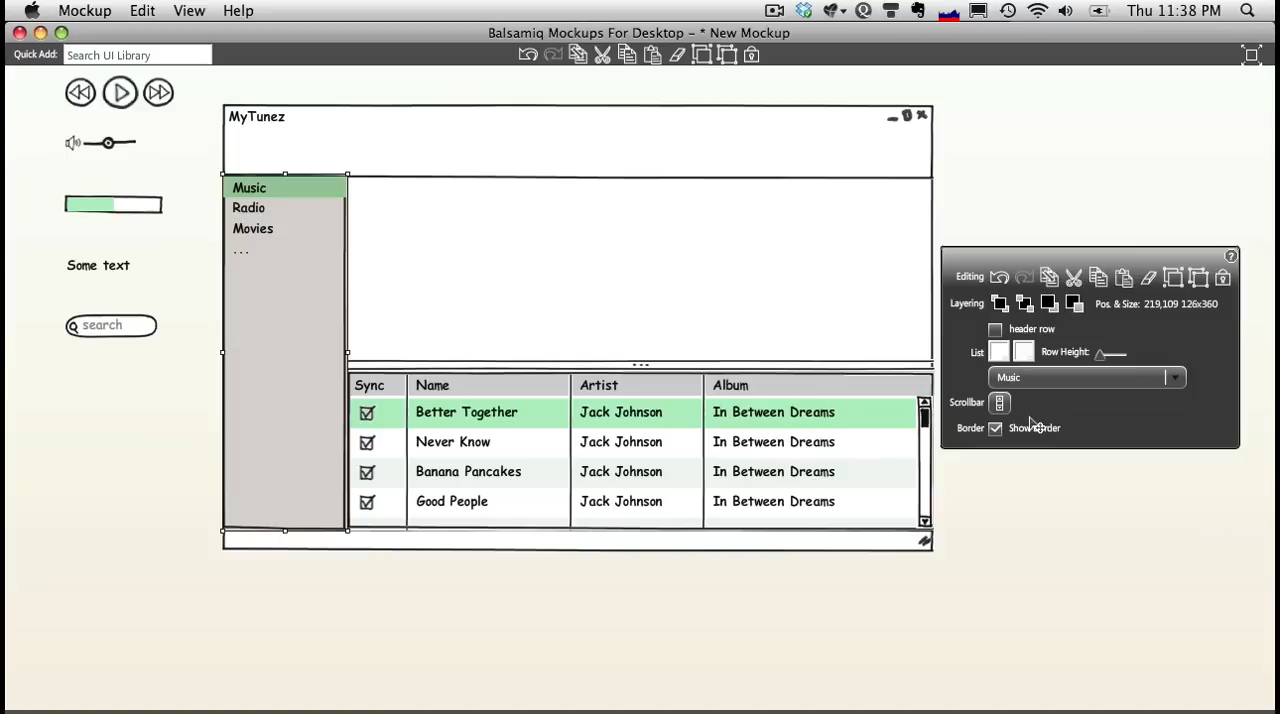 Mockup Edit View Help Thu 11:38 PM
Balsamiq Mockups For Desktop - * New Mockup
Quick Add: Search UI Library
MyTunez
Music
Radio
Movies
...
Some text
search
Sync Name Artist Album
Better Together Jack Johnson In Between Dreams
Never Know Jack Johnson In Between Dreams
Banana Pancakes Jack Johnson In Between Dreams
Good People Jack Johnson In Between Dreams
?
Editing
Layering Pos. & Size: 219,109 126x360
header row
List Row Height:
Music
Scrollbar
Border